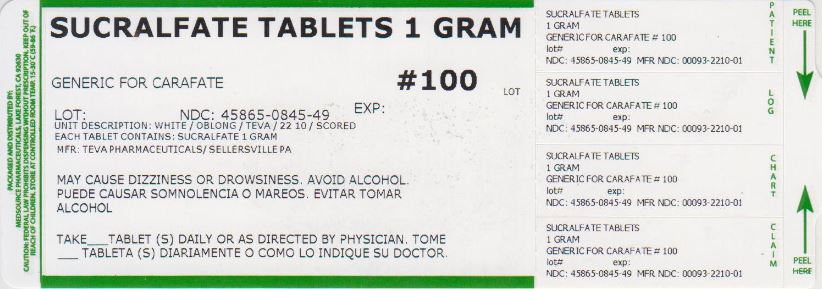 PACKAGED AND DISTRIBUTED BY:
MEDSOURCE PHARMACEUTICALS, LAKE FOREST, CA 92630
CAUTION: FEDERAL LAW PROHIBITS DISPENSING WITHOUT PRESCRIPTION. KEEP OUT OF
REACH OF CHILDREN. STORE AT CONTROLLED ROOM TEMP. 15-30°C (59-86 °F.)
SUCRALFATE TABLETS 1 GRAM
GENERIC FOR CARAFATE
#100
LOT
LOT: NDC: 45865-0845-49 EXP:
UNIT DESCRIPTION: WHITE / OBLONG / TEVA / 22 10 / SCORED
EACH TABLET CONTAINS: SUCRALFATE 1 GRAM
MFR: TEVA PHARMACEUTICALS/ SELLERSVILLE PA
MAY CAUSE DIZZINESS OR DROWSINESS. AVOID ALCOHOL.
PUEDE CAUSAR SOMNOLENCIA O MAREOS. EVITAR TOMAR
ALCOHOL
TAKE___TABLET (S) DAILY OR AS DIRECTED BY PHYSICIAN. TOME
___ TABLETA (S) DIARIAMENTE O COMO LO INDIQUE SU DOCTOR.
SUCRALFATE TABLETS
1 GRAM
GENERIC FOR CARAFATE # 100
lot# exp:
NDC: 45865-0845-49 MFR NDC: 00093-2210-01
PATIENT
SUCRALFATE TABLETS
1 GRAM
GENERIC FOR CARAFATE # 100
lot# exp:
NDC: 45865-0845-49 MFR NDC: 00093-2210-01
LOG
SUCRALFATE TABLETS
1 GRAM
GENERIC FOR CARAFATE # 100
lot# exp:
NDC: 45865-0845-49 MFR NDC: 00093-2210-01
CHART
SUCRALFATE TABLETS
1 GRAM
GENERIC FOR CARAFATE # 100
lot# exp:
NDC: 45865-0845-49 MFR NDC: 00093-2210-01
CLAIM
PEEL
HERE
PEEL
HERE